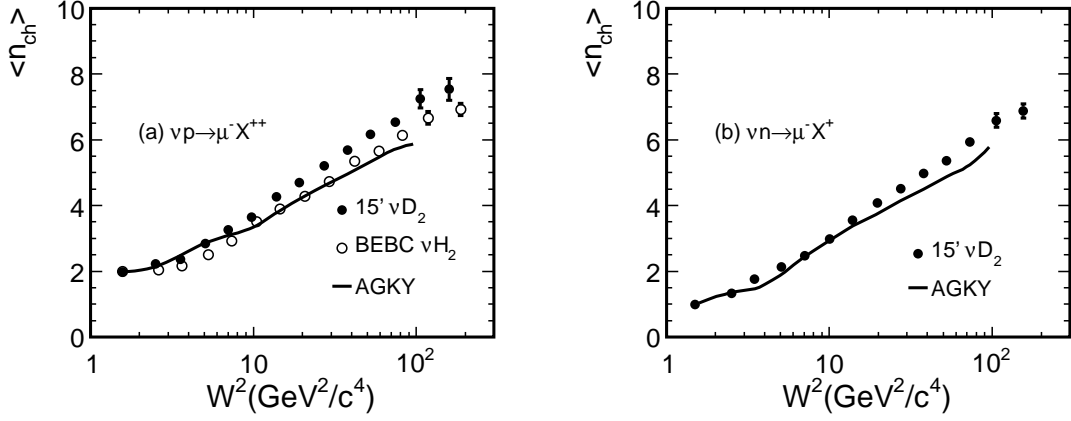 <n_ch>
10
8
6
4
2
0
(a) νp→μ⁻X⁺⁺
15' νD₂
BEBC νH₂
AGKY
1
10
10²
W²(GeV²/c⁴)
<n_ch>
10
8
6
4
2
0
(b) νn→μ⁻X⁺
15' νD₂
AGKY
1
10
10²
W²(GeV²/c⁴)